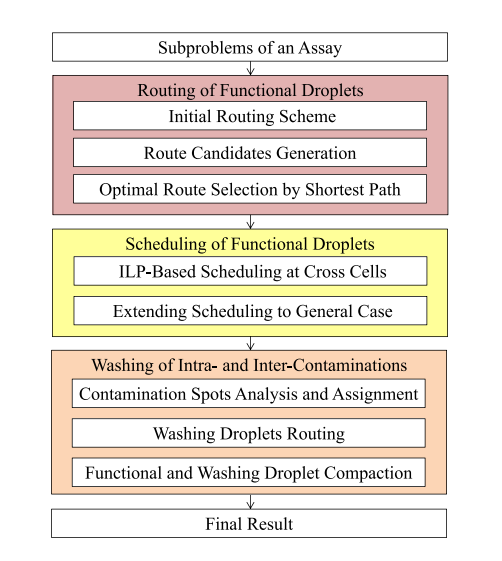 Subproblems of an Assay
Routing of Functional Droplets
Initial Routing Scheme
Route Candidates Generation
Optimal Route Selection by Shortest Path
Scheduling of Functional Droplets
ILP-Based Scheduling at Cross Cells
Extending Scheduling to General Case
Washing of Intra- and Inter-Contaminations
Contamination Spots Analysis and Assignment
Washing Droplets Routing
Functional and Washing Droplet Compaction
Final Result